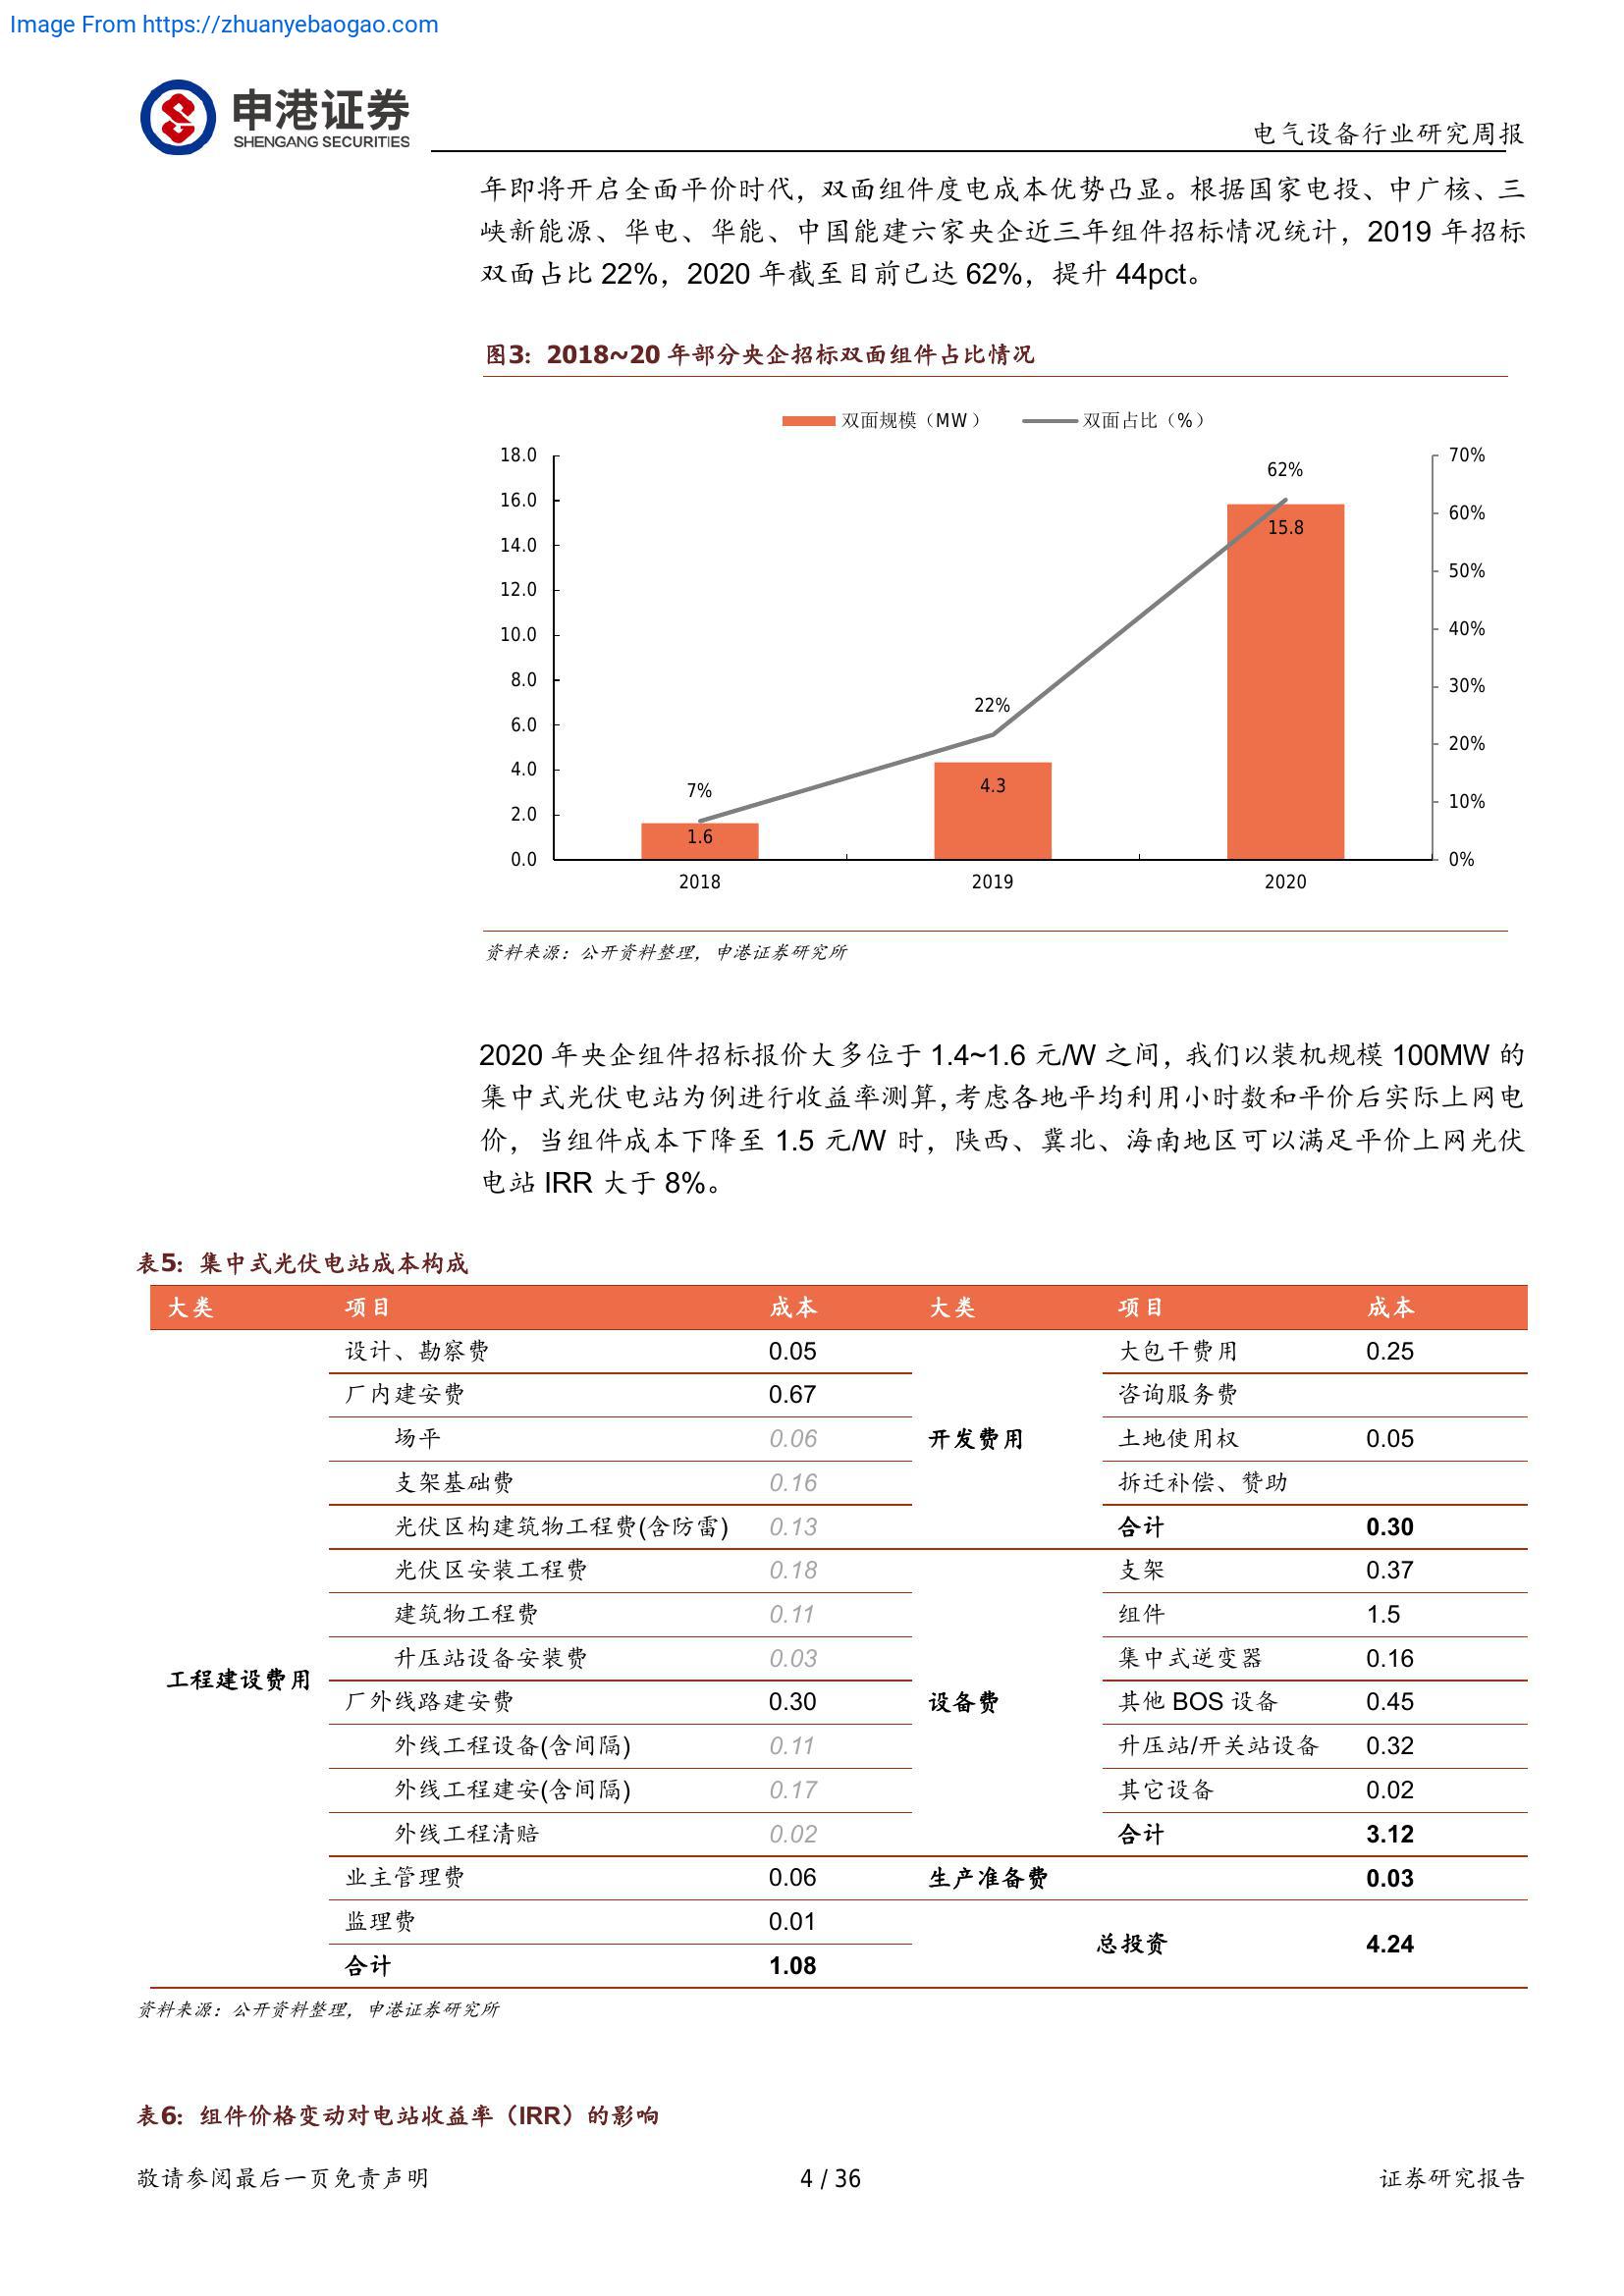 Image From https://zhuanyebaogao.com
申港证券
SHENGANG SECURITIES
电气设备行业研究周报
年即将开启全面平价时代，双面组件度电成本优势凸显。根据国家电投、中广核、三
峡新能源、华电、华能、中国能建六家央企近三年组件招标情况统计，2019 年招标
双面占比 22%，2020 年截至目前已达 62%，提升 44pct。
图3：2018~20 年部分央企招标双面组件占比情况
双面规模（MW） 双面占比（%）
18.0
16.0
14.0
12.0
10.0
8.0
6.0
4.0
2.0
0.0
7%
1.6
22%
4.3
62%
15.8
70%
60%
50%
40%
30%
20%
10%
0%
2018 2019 2020
资料来源：公开资料整理，申港证券研究所
2020 年央企组件招标报价大多位于 1.4~1.6 元/W 之间，我们以装机规模 100MW 的
集中式光伏电站为例进行收益率测算，考虑各地平均利用小时数和平价后实际上网电
价，当组件成本下降至 1.5 元/W 时，陕西、冀北、海南地区可以满足平价上网光伏
电站 IRR 大于 8%。
表5：集中式光伏电站成本构成
大类 项目 成本 大类 项目 成本
设计、勘察费 0.05 大包干费用 0.25
厂内建安费 0.67 咨询服务费
场平 0.06 开发费用 土地使用权 0.05
支架基础费 0.16 拆迁补偿、赞助
光伏区构建筑物工程费(含防雷) 0.13 合计 0.30
光伏区安装工程费 0.18 支架 0.37
建筑物工程费 0.11 组件 1.5
升压站设备安装费 0.03 集中式逆变器 0.16
工程建设费用 厂外线路建安费 0.30 设备费 其他 BOS 设备 0.45
外线工程设备(含间隔) 0.11 升压站/开关站设备 0.32
外线工程建安(含间隔) 0.17 其它设备 0.02
外线工程清赔 0.02 合计 3.12
业主管理费 0.06 生产准备费 0.03
监理费 0.01 总投资 4.24
合计 1.08
资料来源：公开资料整理，申港证券研究所
表6：组件价格变动对电站收益率（IRR）的影响
敬请参阅最后一页免责声明 4 / 36 证券研究报告